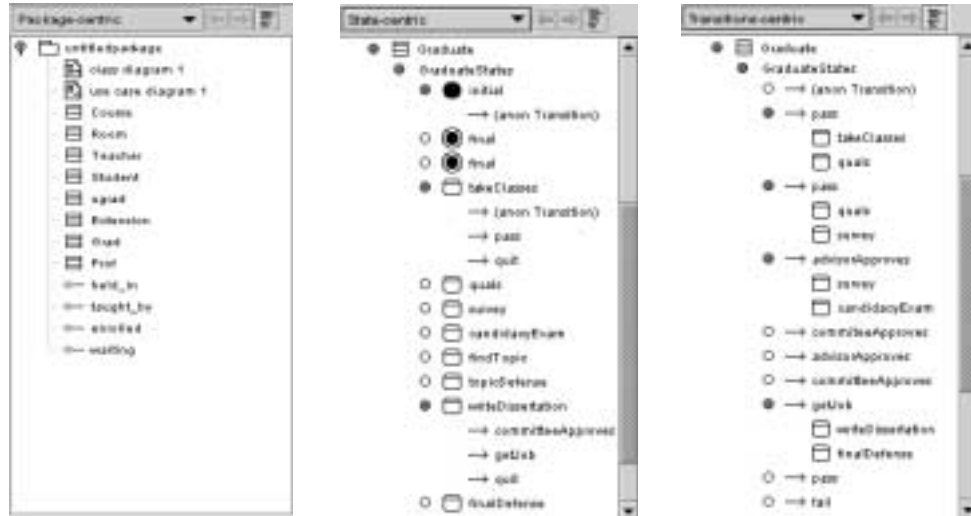 Package-centric
untitledpackage
class diagram 1
use case diagram 1
Course
Room
Teacher
Student
ugrad
Extension
Grad
Prof
held_in
taught_by
enrolled
waiting
State-centric
Graduate
GraduateStates
initial
(anon Transition)
final
final
takeClasses
(anon Transition)
pass
quit
quals
survey
candidacyExam
findTopic
topicDefense
writeDissertation
committeeApproves
getJob
quit
finalDefense
Transitions-centric
Graduate
GraduateStates
(anon Transition)
pass
takeClasses
quals
pass
quals
survey
advisorApproves
survey
candidacyExam
committeeApproves
advisorApproves
committeeApproves
getJob
writeDissertation
finalDefense
pass
fail